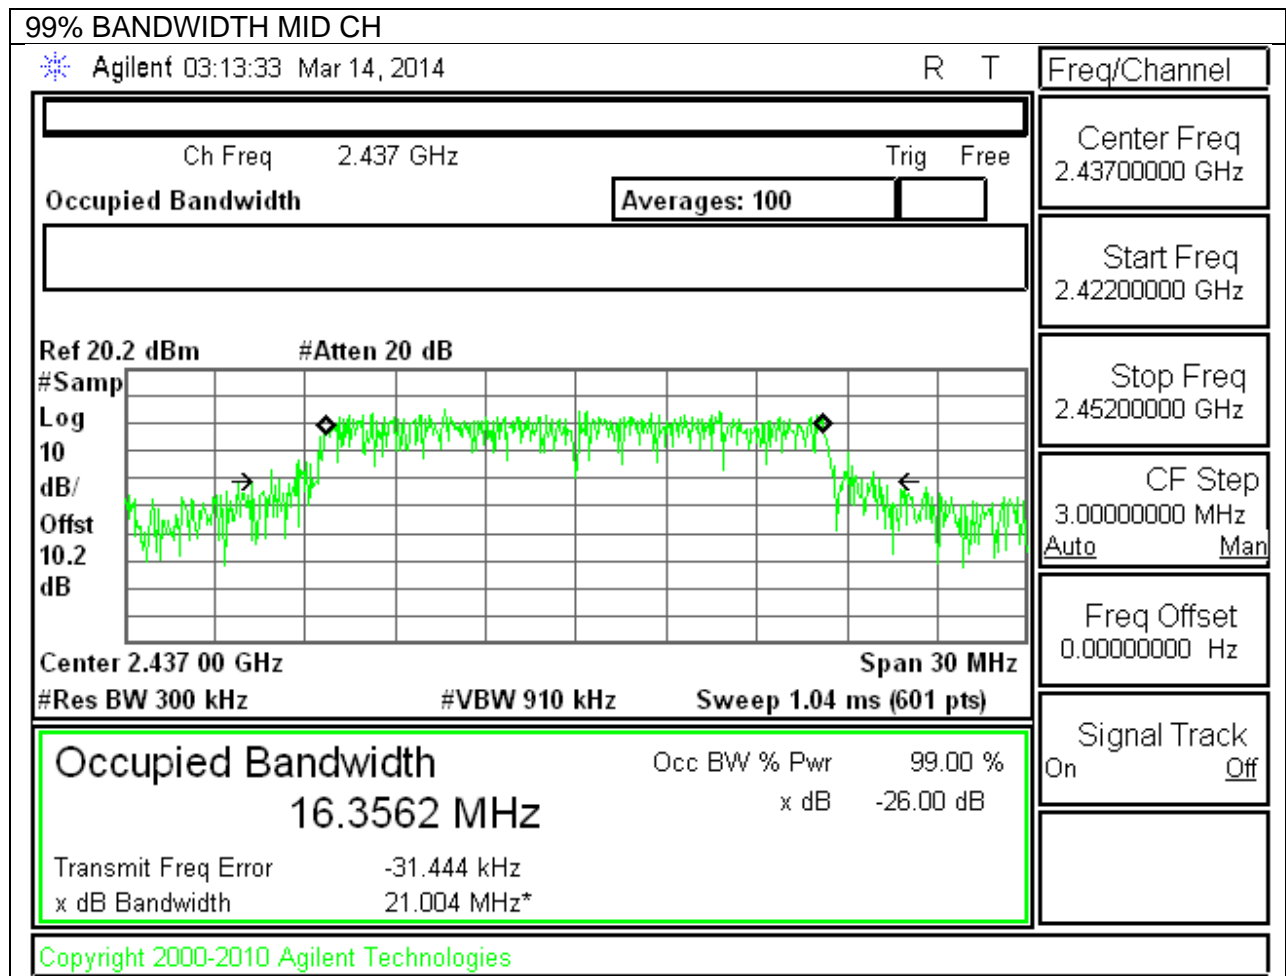 99% BANDWIDTH MID CH
Agilent 03:13:33 Mar 14, 2014 R T
Freq/Channel
Ch Freq 2.437 GHz Trig Free
Occupied Bandwidth Averages: 100
Center Freq
2.43700000 GHz
Start Freq
2.42200000 GHz
Stop Freq
2.45200000 GHz
CF Step
3.00000000 MHz
Auto Man
Freq Offset
0.00000000 Hz
Signal Track
On Off
Ref 20.2 dBm #Atten 20 dB
#Samp
Log
10
dB/
Offst
10.2
dB
Center 2.437 00 GHz Span 30 MHz
#Res BW 300 kHz #VBW 910 kHz Sweep 1.04 ms (601 pts)
Occupied Bandwidth Occ BW % Pwr 99.00 %
16.3562 MHz x dB -26.00 dB
Transmit Freq Error -31.444 kHz
x dB Bandwidth 21.004 MHz*
Copyright 2000-2010 Agilent Technologies